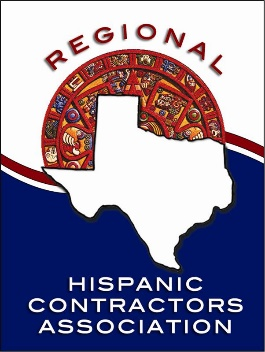 REGIONAL
HISPANIC
CONTRACTORS
ASSOCIATION